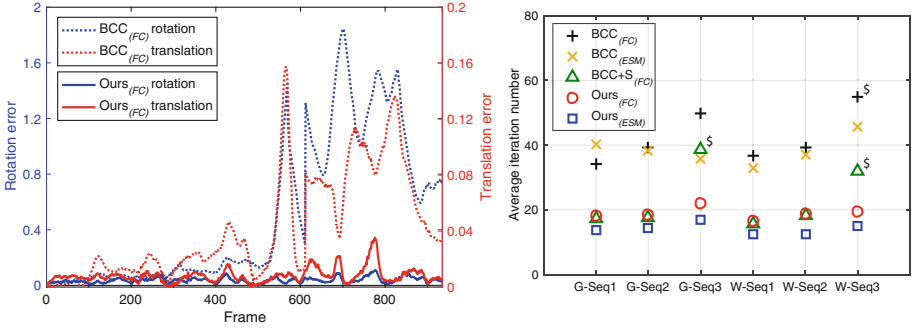 2
1.6
1.2
0.8
0.4
0
Rotation error
BCC(FC) rotation
BCC(FC) translation
Ours(FC) rotation
Ours(FC) translation
0.2
0.16
0.12
0.08
0.04
0
Translation error
0 200 400 600 800
Frame
80
60
40
20
0
Average iteration number
BCC(FC)
BCC(ESM)
BCC+S(FC)
Ours(FC)
Ours(ESM)
$
$
$
G-Seq1 G-Seq2 G-Seq3 W-Seq1 W-Seq2 W-Seq3